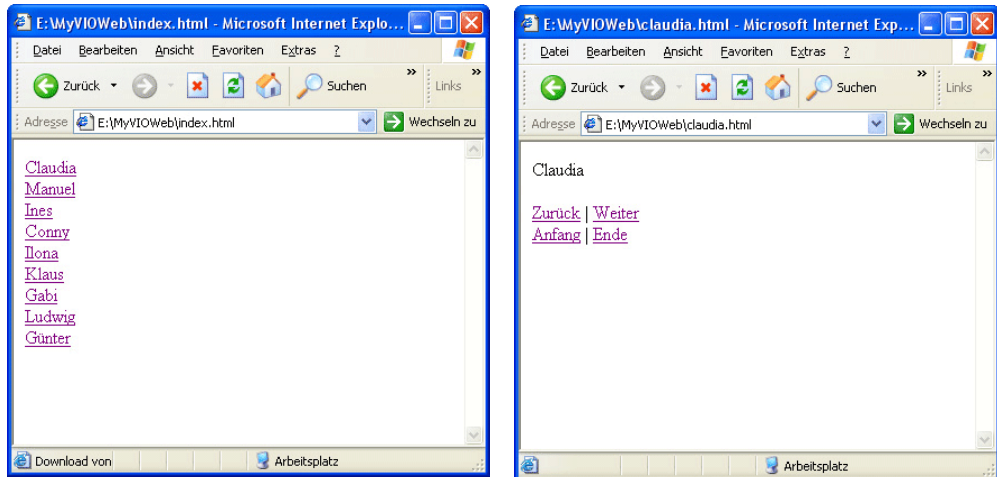 E:\MyVIOWeb\index.html - Microsoft Internet Explo...
Datei Bearbeiten Ansicht Favoriten Extras ?
Zurück Suchen » Links »
Adresse E:\MyVIOWeb\index.html Wechseln zu
Claudia
Manuel
Ines
Conny
Ilona
Klaus
Gabi
Ludwig
Günter
Download von Arbeitsplatz
E:\MyVIOWeb\claudia.html - Microsoft Internet Exp...
Datei Bearbeiten Ansicht Favoriten Extras ?
Zurück Suchen » Links »
Adresse E:\MyVIOWeb\claudia.html Wechseln zu
Claudia
Zurück | Weiter
Anfang | Ende
Arbeitsplatz